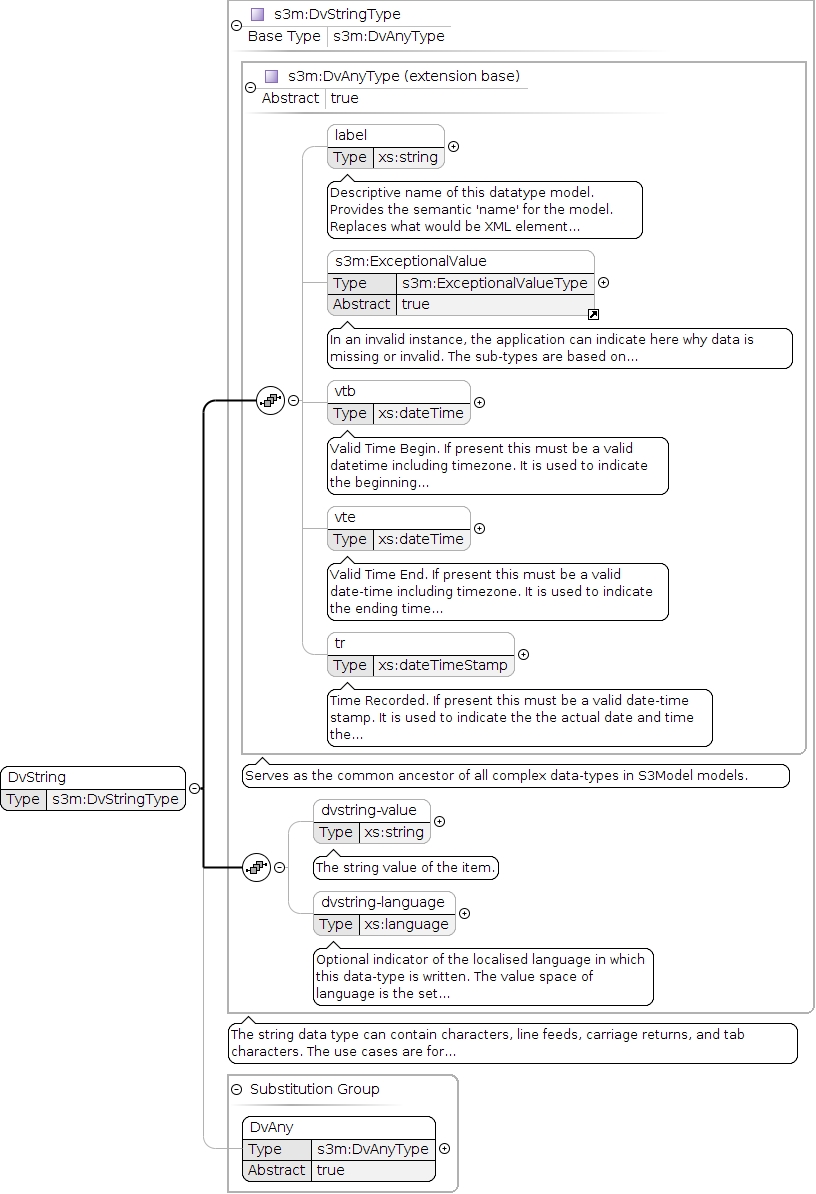 s3m:DvStringType
Base Type s3m:DvAnyType
s3m:DvAnyType (extension base)
Abstract true
label
Type xs:string
Descriptive name of this datatype model.
Provides the semantic 'name' for the model.
Replaces what would be XML element...
s3m:ExceptionalValue
Type s3m:ExceptionalValueType
Abstract true
In an invalid instance, the application can indicate here why data is
missing or invalid. The sub-types are based on...
vtb
Type xs:dateTime
Valid Time Begin. If present this must be a valid
datetime including timezone. It is used to indicate
the beginning...
vte
Type xs:dateTime
Valid Time End. If present this must be a valid
date-time including timezone. It is used to indicate
the ending time...
tr
Type xs:dateTimeStamp
Time Recorded. If present this must be a valid date-time
stamp. It is used to indicate the the actual date and time
the...
Serves as the common ancestor of all complex data-types in S3Model models.
DvString
Type s3m:DvStringType
dvstring-value
Type xs:string
The string value of the item.
dvstring-language
Type xs:language
Optional indicator of the localised language in which
this data-type is written. The value space of
language is the set...
The string data type can contain characters, line feeds, carriage returns, and tab
characters. The use cases are for...
Substitution Group
DvAny
Type s3m:DvAnyType
Abstract true